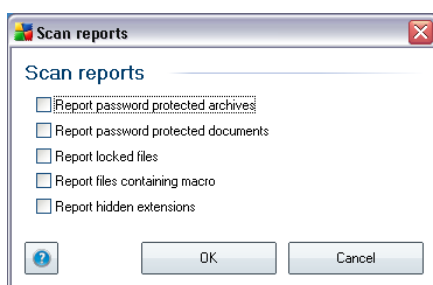 Scan reports
Scan reports
Report password protected archives
Report password protected documents
Report locked files
Report files containing macro
Report hidden extensions
? OK Cancel